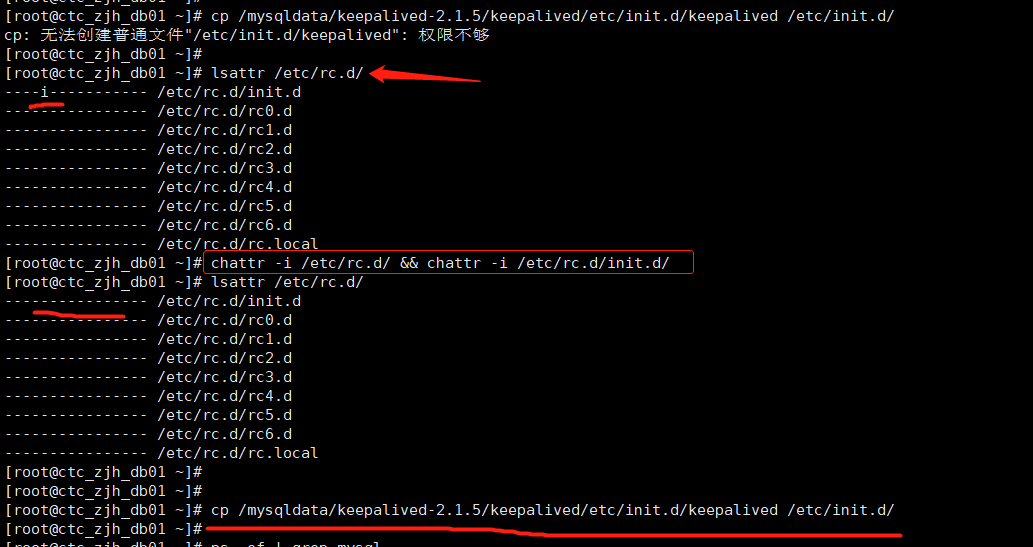 [root@ctc_zjh_db01 ~]# cp /mysqldata/keepalived-2.1.5/keepalived/etc/init.d/keepalived /etc/init.d/
cp: 无法创建普通文件"/etc/init.d/keepalived": 权限不够
[root@ctc_zjh_db01 ~]#
[root@ctc_zjh_db01 ~]# lsattr /etc/rc.d/
----i----------- /etc/rc.d/init.d
---------------- /etc/rc.d/rc0.d
---------------- /etc/rc.d/rc1.d
---------------- /etc/rc.d/rc2.d
---------------- /etc/rc.d/rc3.d
---------------- /etc/rc.d/rc4.d
---------------- /etc/rc.d/rc5.d
---------------- /etc/rc.d/rc6.d
---------------- /etc/rc.d/rc.local
[root@ctc_zjh_db01 ~]# chattr -i /etc/rc.d/ && chattr -i /etc/rc.d/init.d/
[root@ctc_zjh_db01 ~]# lsattr /etc/rc.d/
---------------- /etc/rc.d/init.d
---------------- /etc/rc.d/rc0.d
---------------- /etc/rc.d/rc1.d
---------------- /etc/rc.d/rc2.d
---------------- /etc/rc.d/rc3.d
---------------- /etc/rc.d/rc4.d
---------------- /etc/rc.d/rc5.d
---------------- /etc/rc.d/rc6.d
---------------- /etc/rc.d/rc.local
[root@ctc_zjh_db01 ~]#
[root@ctc_zjh_db01 ~]#
[root@ctc_zjh_db01 ~]# cp /mysqldata/keepalived-2.1.5/keepalived/etc/init.d/keepalived /etc/init.d/
[root@ctc_zjh_db01 ~]#
[root@ctc_zjh_db01 ~]#